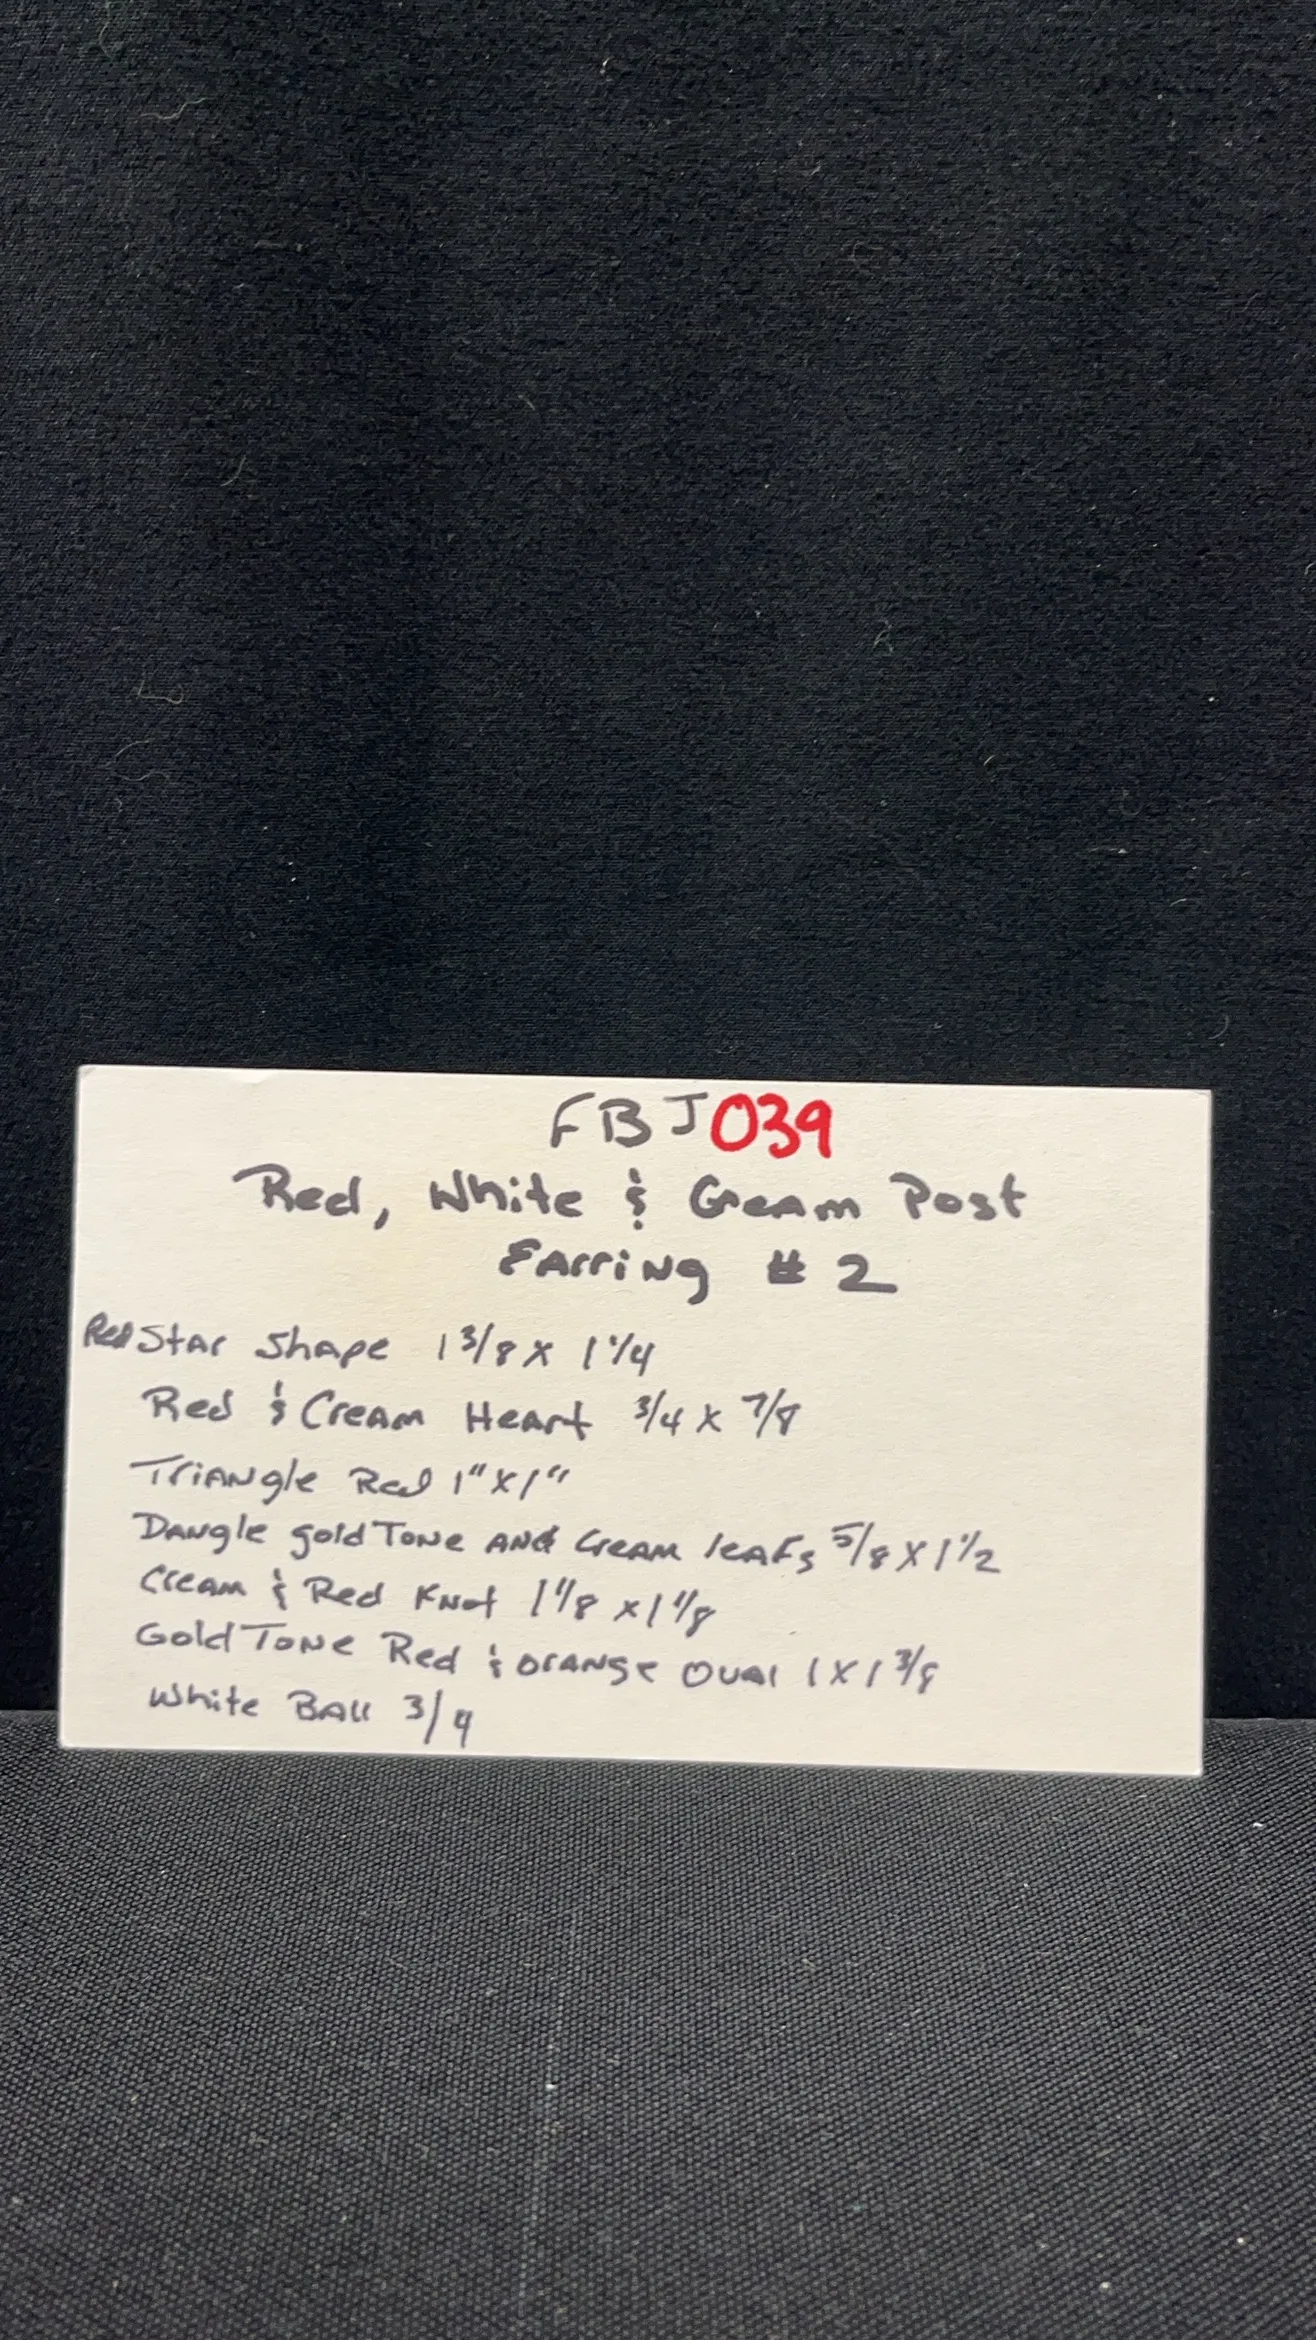 FBJ039
Red, White & Cream Post
Earring # 2
Red Star Shape 1 3/8 x 1 1/4
Red & Cream Heart 3/4 x 7/8
Triangle Red 1" x 1"
Dangle gold Tone and Cream leafs 5/8 x 1 1/2
Cream & Red Knot 1 1/8 x 1 1/8
Gold Tone Red & orange oval 1 x 1 3/8
White Ball 3/4